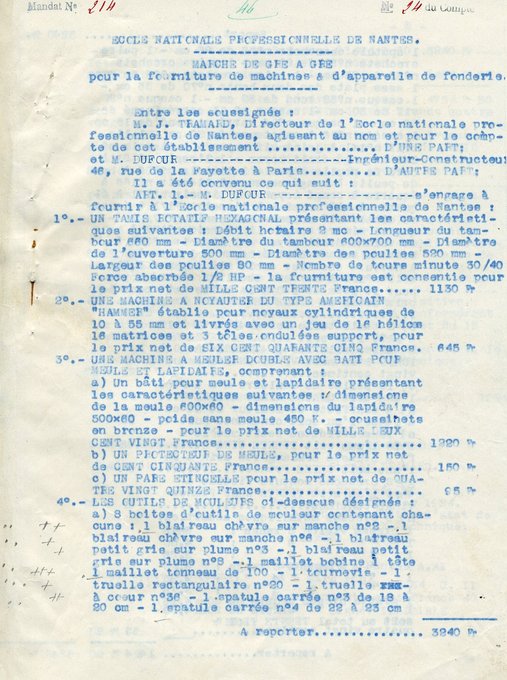 Mandat No 214 46 Me 24 du Compte
ECOLE NATIONALE PROFESSIONNELLE DE NANTES.
MARCHE DE GRE A GRE
pour la fourniture de machines & d'appareils de fonderie.
Entre les soussignés :
M. J. TRAMARD, Directeur de l'Ecole nationale pro-
fessionnelle de Nantes, agissant au nom et pour le comp-
te de cet établissement ................ D'UNE PART;
et M. DUFOUR ------------------------Ingénieur-Constructeur
46, rue de la Fayette à Paris........... D'AUTRE PART;
Il a été convenu ce qui suit :
ART. 1.- M. DUFOUR ---------------------s'engage à
fournir à l'Ecole nationale professionnelle de Nantes :
1°.- UN TAMIS ROTATIF HEXAGONAL présentant les caractéristi-
ques suivantes : Débit horaire 2 mc - Longueur du tam-
bour 660 mm - Diamètre du tambour 600x700 mm - Diamètre
de l'ouverture 500 mm - Diamètre des poulies 520 mm -
Largeur des poulies 80 mm - Nombre de tours minute 30/40
Force absorbée 1/2 HP - la fourniture est consentie pour
le prix net de MILLE CENT TRENTE Francs...... 1130 Fr
2°.- UNE MACHINE A NOYAUTER DU TYPE AMERICAIN
"HAMMER" établie pour noyaux cylindriques de
10 à 55 mm et livrés avec un jeu de 16 hélices
16 matrices et 3 tôles ondulées support, pour
le prix net de SIX CENT QUARANTE CINQ Francs. 645 Fr
3°.- UNE MACHINE A MEULER DOUBLE AVEC BATI POUR
MEULE ET LAPIDAIRE, comprenant :
a) Un bâti pour meule et lapidaire présentant
les caractéristiques suivantes : dimensions
de la meule 600x60 - dimensions du lapidaire
500x60 - poids sans meule 450 K. - coussinets
en bronze - pour le prix net de MILLE DEUX
CENT VINGT Francs............................ 1220 Fr
b) UN PROTECTEUR DE MEULE, pour le prix net
de CENT CINQUANTE Francs..................... 150 Fr
c) UN PARE ETINCELLE pour le prix net de QUA-
TRE VINGT QUINZE Francs...................... 95 Fr
4°.- LES OUTILS DE MOULEURS ci-dessous désignés :
a) 8 boites d'outils de mouleur contenant cha-
cune : 1 blaireau chèvre sur manche n°2 - 1
blaireau chèvre sur manche n°8 - 1 blaireau
petit gris sur plume n°3 - 1 blaireau petit
gris sur plume n°8 - 1 maillet bobine 1 tête
1 maillet tonneau de 100 - 1 tournevis - 1
truelle rectangulaire n°20 - 1 truelle xxx-
à coeur n°36 - 1 spatule carrée n°3 de 18 à
20 cm - 1 spatule carrée n°4 de 22 à 23 cm
A reporter................. 3240 Fr